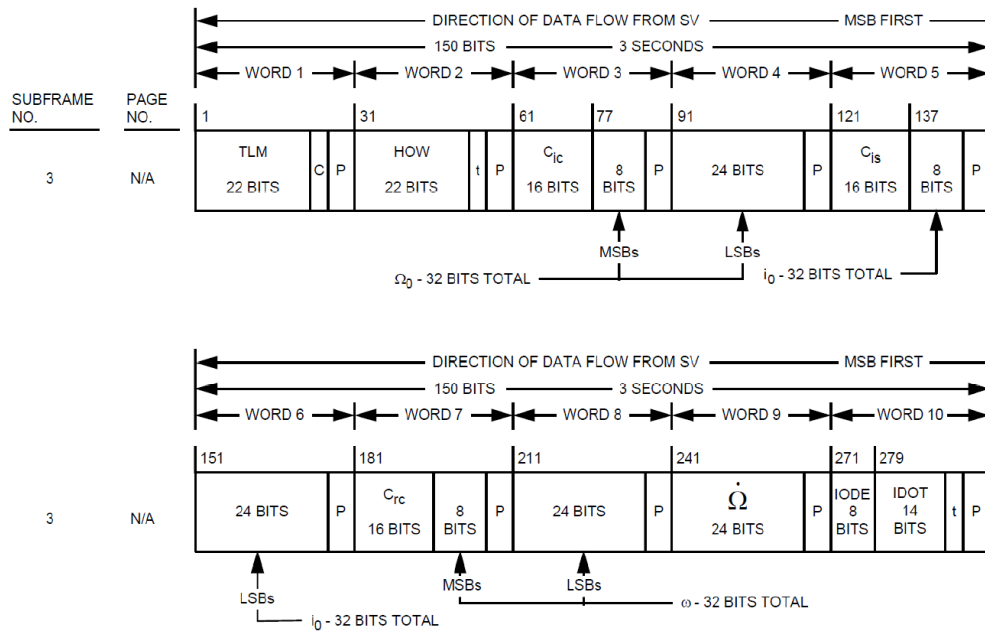 DIRECTION OF DATA FLOW FROM SV MSB FIRST
150 BITS 3 SECONDS
WORD 1 WORD 2 WORD 3 WORD 4 WORD 5
SUBFRAME NO. PAGE NO.
1 31 61 77 91 121 137
TLM HOW C_ic C_is
3 N/A 22 BITS C P 22 BITS t P 16 BITS 8 BITS P 24 BITS P 16 BITS 8 BITS P
MSBs LSBs
Ω₀ - 32 BITS TOTAL i₀ - 32 BITS TOTAL
DIRECTION OF DATA FLOW FROM SV MSB FIRST
150 BITS 3 SECONDS
WORD 6 WORD 7 WORD 8 WORD 9 WORD 10
151 181 211 241 271 279
3 N/A 24 BITS P C_rc 16 BITS 8 BITS P 24 BITS P Ω̇ 24 BITS P IODE 8 BITS IDOT 14 BITS t P
LSBs MSBs LSBs
i₀ - 32 BITS TOTAL ω - 32 BITS TOTAL